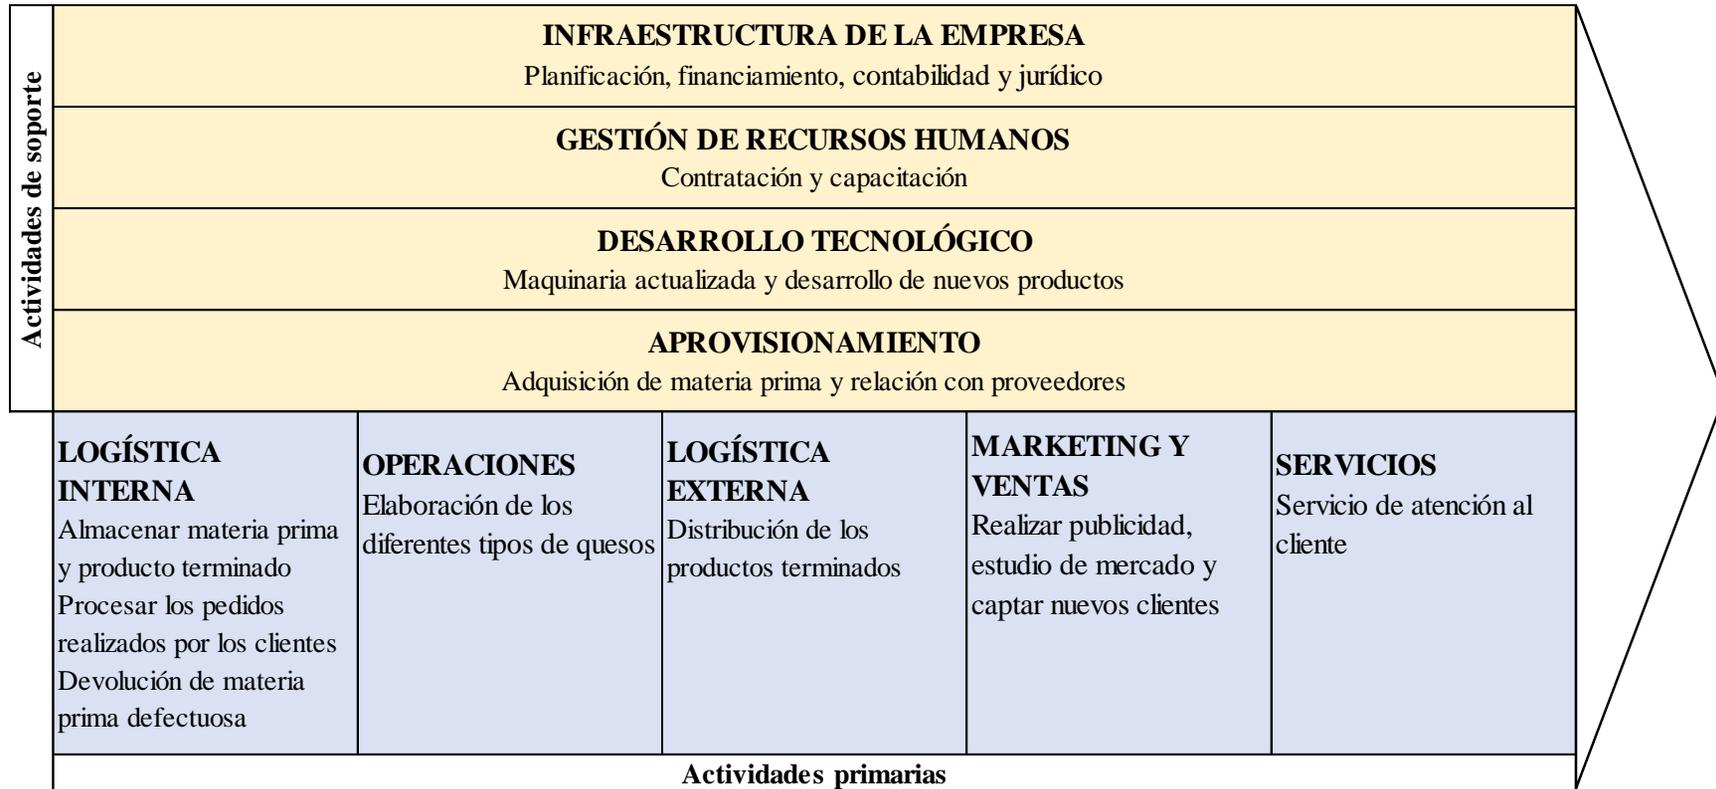 Actividades de soporte
INFRAESTRUCTURA DE LA EMPRESA
Planificación, financiamiento, contabilidad y jurídico
GESTIÓN DE RECURSOS HUMANOS
Contratación y capacitación
DESARROLLO TECNOLÓGICO
Maquinaria actualizada y desarrollo de nuevos productos
APROVISIONAMIENTO
Adquisición de materia prima y relación con proveedores
LOGÍSTICA
INTERNA
Almacenar materia prima
y producto terminado
Procesar los pedidos
realizados por los clientes
Devolución de materia
prima defectuosa
OPERACIONES
Elaboración de los
diferentes tipos de quesos
LOGÍSTICA
EXTERNA
Distribución de los
productos terminados
MARKETING Y
VENTAS
Realizar publicidad,
estudio de mercado y
captar nuevos clientes
SERVICIOS
Servicio de atención al
cliente
Actividades primarias